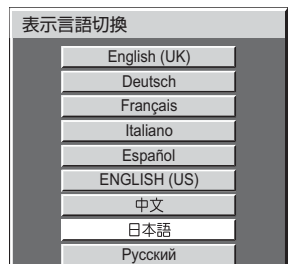 表示言語切換
English (UK)
Deutsch
Français
Italiano
Español
ENGLISH (US)
中文
日本語
Русский